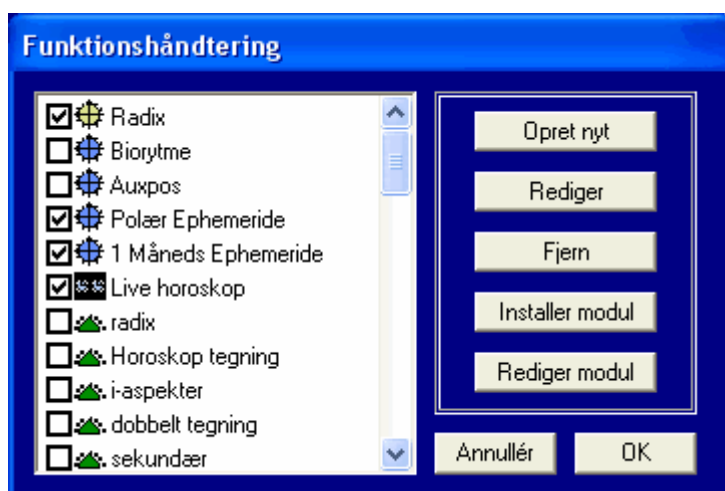 Funktionshåndtering
Radix
Biorytme
Auxpos
Polær Ephemeride
1 Måneds Ephemeride
Live horoskop
radix
Horoskop tegning
i-aspekter
dobbelt tegning
sekundær
Opret nyt
Rediger
Fjern
Installer modul
Rediger modul
Annullér
OK